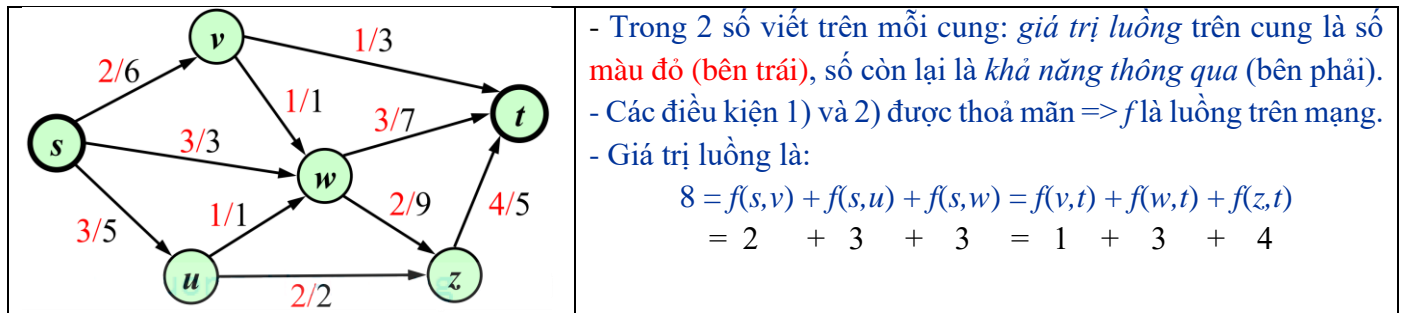 v
1/3
2/6
1/1
3/7
t
s
3/3
w
1/1
2/9
4/5
3/5
u
z
2/2
- Trong 2 số viết trên mỗi cung: giá trị luồng trên cung là số
màu đỏ (bên trái), số còn lại là khả năng thông qua (bên phải).
- Các điều kiện 1) và 2) được thoả mãn => f là luồng trên mạng.
- Giá trị luồng là:
8 = f(s,v) + f(s,u) + f(s,w) = f(v,t) + f(w,t) + f(z,t)
= 2 + 3 + 3 = 1 + 3 + 4